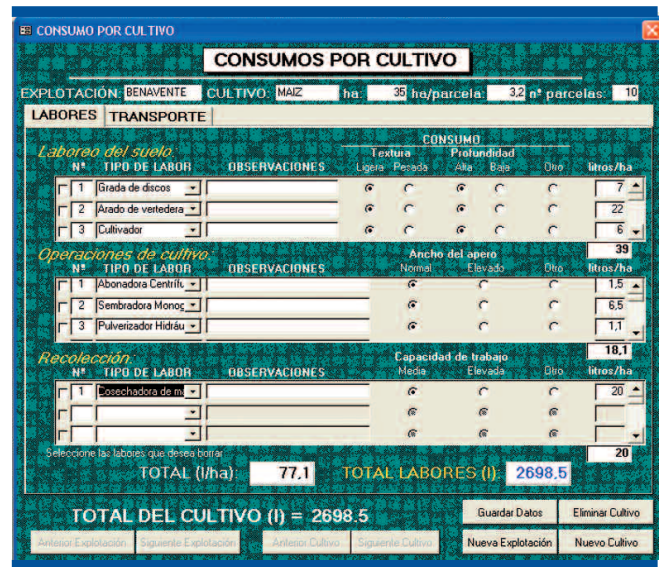 CONSUMO POR CULTIVO
CONSUMOS POR CULTIVO
EXPLOTACIÓN: BENAVENTE CULTIVO: MAIZ ha: 35 ha/parcela: 3,2 nª parcelas: 10
LABORES TRANSPORTE
CONSUMO
Laboreo del suelo: Textura Profundidad
Nª TIPO DE LABOR OBSERVACIONES Ligera Pesada Alta Baja Otro litros/ha
1 Grada de discos 7
2 Arado de vertedera 22
3 Cultivador 6
39
Operaciones de cultivo: Ancho del apero
Nª TIPO DE LABOR OBSERVACIONES Normal Elevado Otro litros/ha
1 Abonadora Centrífu 1,5
2 Sembradora Monog 6,5
3 Pulverizador Hidráu 1,1
18,1
Recolección: Capacidad de trabajo
Nª TIPO DE LABOR OBSERVACIONES Media Elevada Otro litros/ha
1 Cosechadora de ma 20
20
Seleccione las labores que desea borrar
TOTAL (l/ha): 77,1 TOTAL LABORES (l): 2698,5
TOTAL DEL CULTIVO (l) = 2698.5
Guardar Datos Eliminar Cultivo
Anterior Explotación Siguiente Explotación Anterior Cultivo Siguiente Cultivo Nueva Explotación Nuevo Cultivo